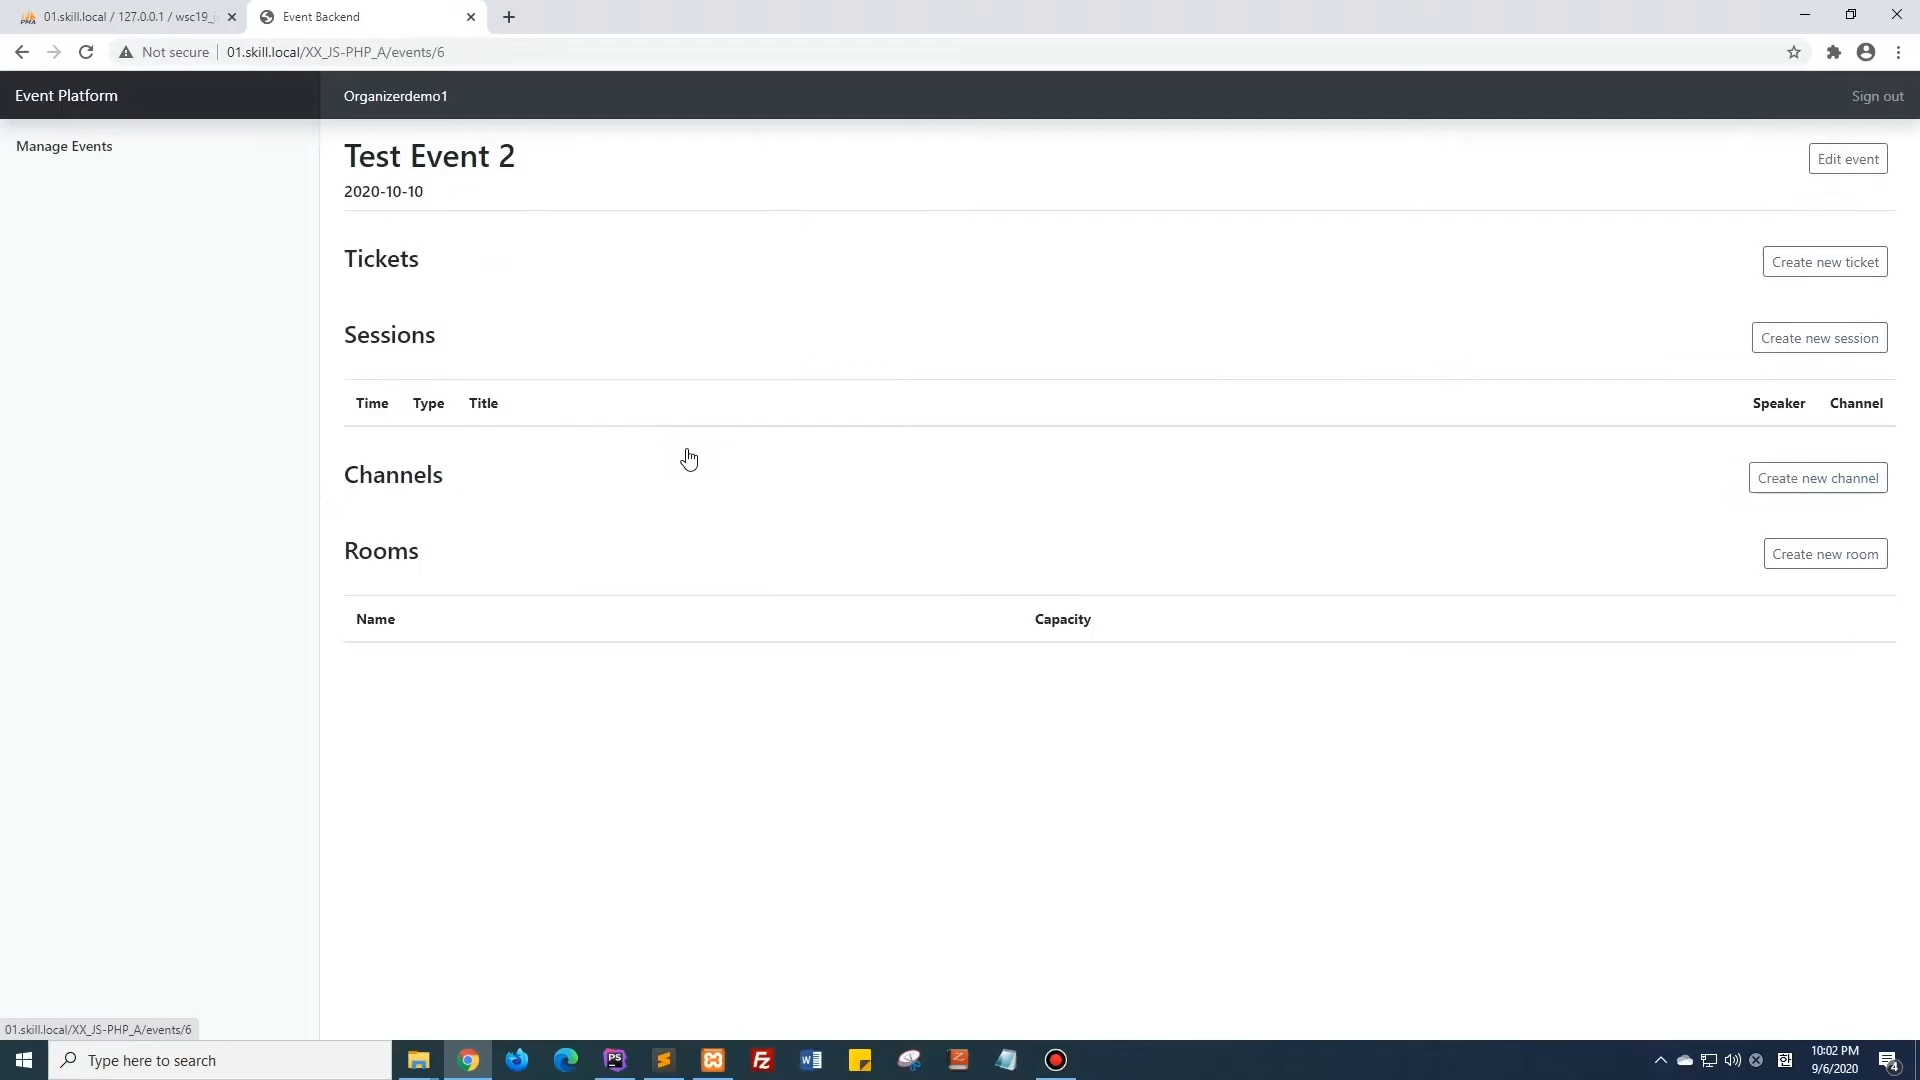 01.skill.local / 127.0.0.1 / wsc19_j
Event Backend
Not secure
01.skill.local/XX_JS-PHP_A/events/6
Event Platform
Organizerdemo1
Sign out
Manage Events
Test Event 2
Edit event
2020-10-10
Tickets
Create new ticket
Sessions
Create new session
Time Type Title Speaker Channel
Channels
Create new channel
Rooms
Create new room
Name Capacity
01.skill.local/XX_JS-PHP_A/events/6
Type here to search
10:02 PM
9/6/2020
4